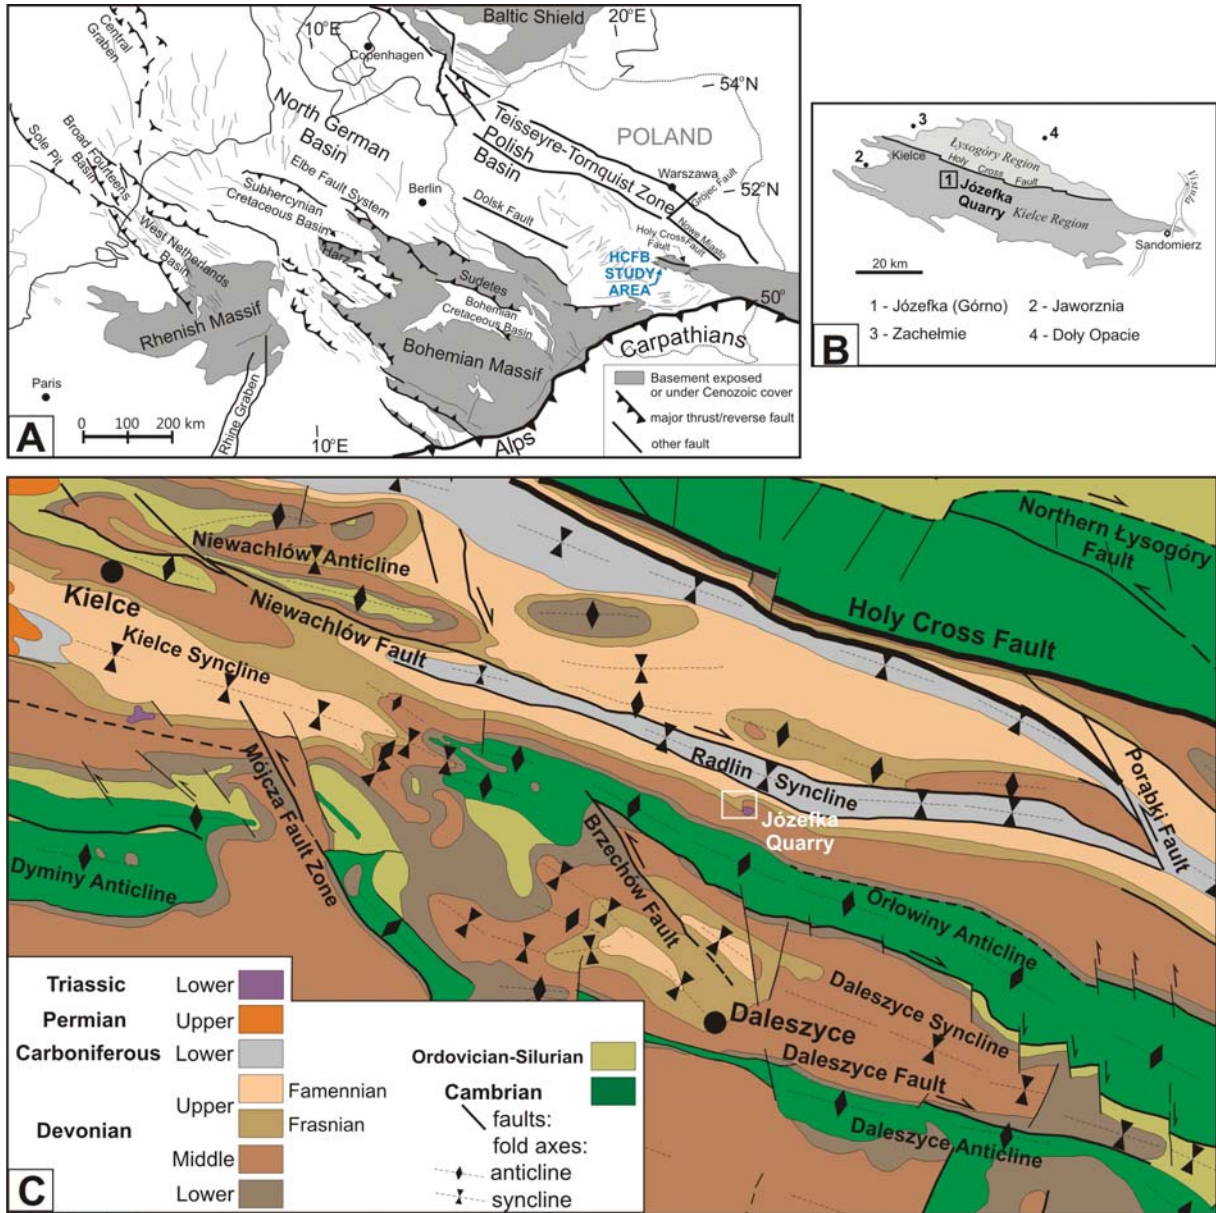 Baltic Shield
10°E
20°E
Central
Graben
Copenhagen
54°N
North German
Basin
Teisseyre-Tornquist Zone
POLAND
Polish
Basin
Sole Pit
Broad Fourteens
Basin
Elbe Fault System
Subhercynian
Cretaceous Basin
Berlin
Warszawa
Grójec Fault
52°N
Dolsk Fault
Nowe Miasto
Fault
Holy Cross
Fault
West Netherlands
Basin
Harz
HCFB
STUDY
AREA
Sudetes
50°
Bohemian
Cretaceous Basin
Rhenish Massif
Bohemian Massif
Carpathians
Paris
Rhine Graben
Basement exposed
or under Cenozoic cover
major thrust/reverse fault
other fault
0 100 200 km
10°E
Alps
A
3
4
Łysogóry Region
2
Kielce
Holy Cross Fault
1
Józefka
Quarry
Kielce Region
Vistula
Sandomierz
20 km
1 - Józefka (Górno)
2 - Jaworznia
3 - Zachełmie
4 - Doły Opacie
B
Northern Łysogóry
Fault
Niewachlów Anticline
Kielce
Niewachlów Fault
Holy Cross Fault
Kielce Syncline
Radlin Syncline
Porąbki Fault
Mójcza Fault Zone
Józefka
Quarry
Brzechów Fault
Dyminy Anticline
Orłowiny Anticline
Daleszyce Syncline
Daleszyce
Daleszyce Fault
Daleszyce Anticline
Triassic Lower
Permian Upper
Carboniferous Lower
Devonian
Upper
Famennian
Frasnian
Middle
Lower
Ordovician-Silurian
Cambrian
faults:
fold axes:
anticline
syncline
C